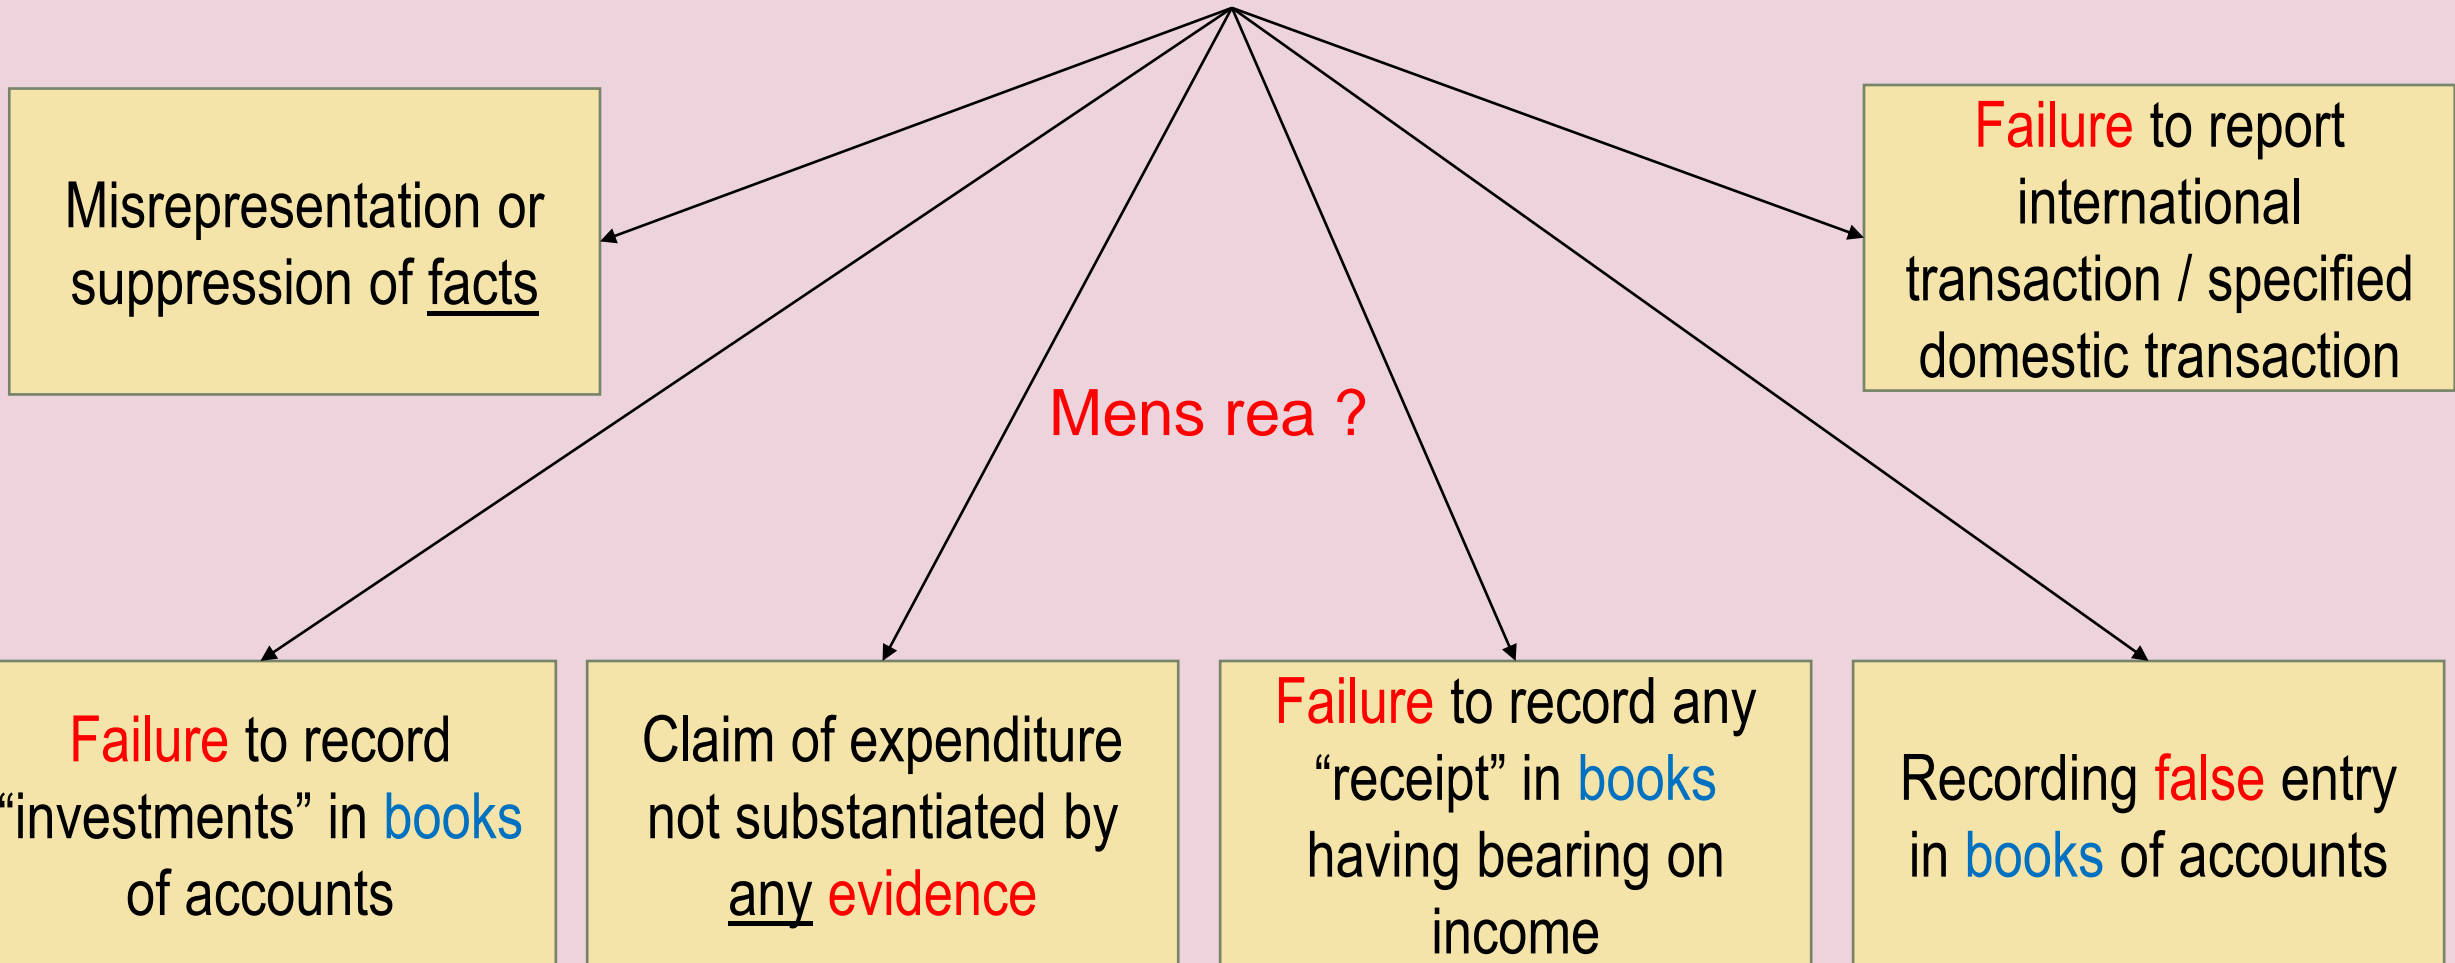 Misrepresentation or
suppression of facts
Failure to report
international
transaction / specified
domestic transaction
Mens rea ?
Failure to record
“investments” in books
of accounts
Claim of expenditure
not substantiated by
any evidence
Failure to record any
“receipt” in books
having bearing on
income
Recording false entry
in books of accounts